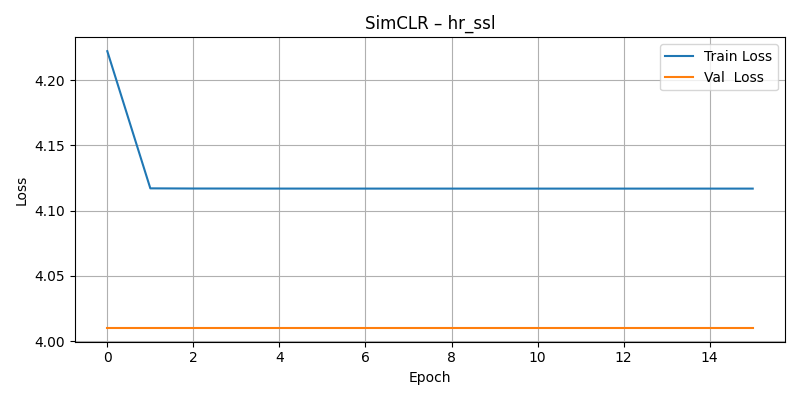 SimCLR – hr_ssl
Train Loss
Val  Loss
Loss
4.20
4.15
4.10
4.05
4.00
0 2 4 6 8 10 12 14
Epoch